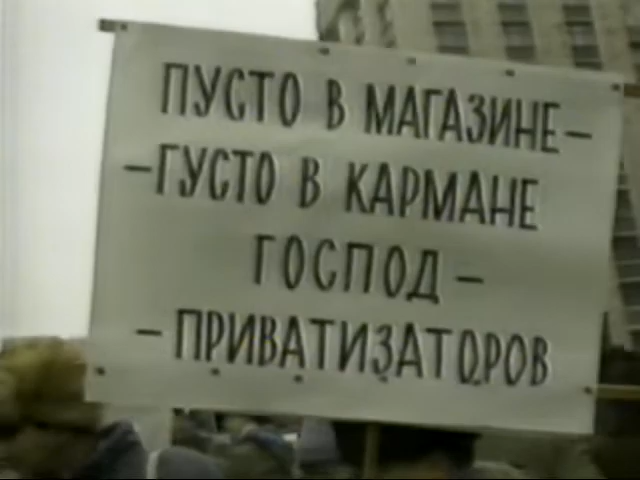 ПУСТО В МАГАЗИНЕ –
– ГУСТО В КАРМАНЕ
ГОСПОД –
– ПРИВАТИЗАТОРОВ